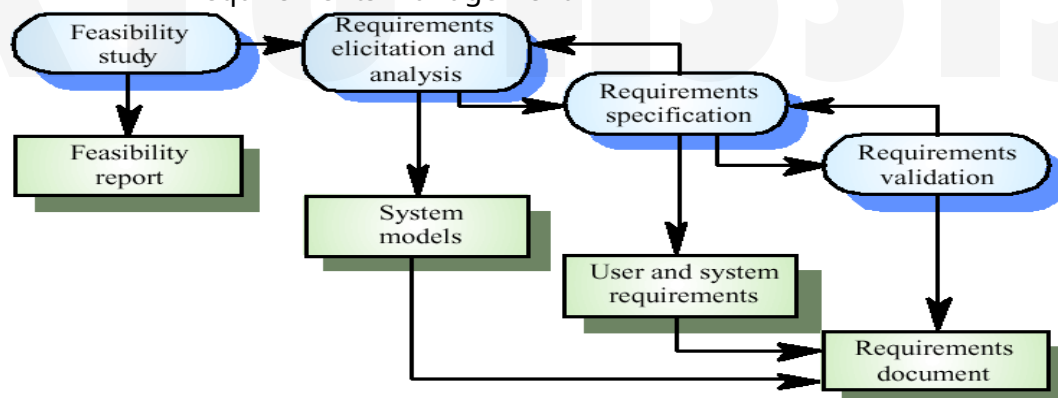 Feasibility
study
Requirements
elicitation and
analysis
Requirements
specification
Feasibility
report
Requirements
validation
System
models
User and system
requirements
Requirements
document